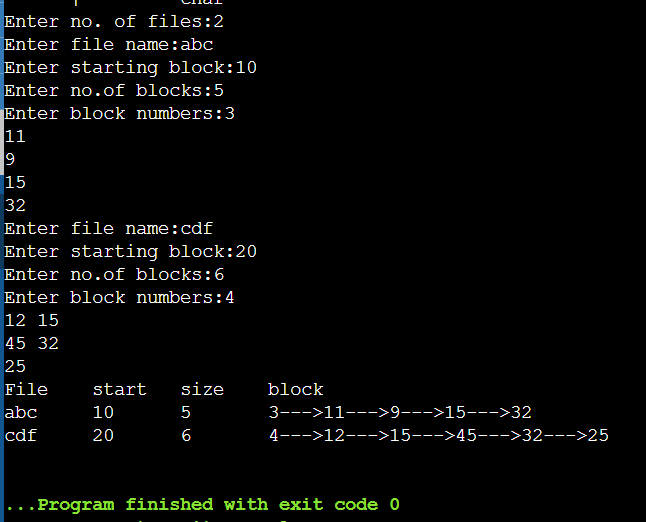 char
Enter no. of files:2
Enter file name:abc
Enter starting block:10
Enter no.of blocks:5
Enter block numbers:3
11
9
15
32
Enter file name:cdf
Enter starting block:20
Enter no.of blocks:6
Enter block numbers:4
12 15
45 32
25
File start size block
abc 10 5 3--->11--->9--->15--->32
cdf 20 6 4--->12--->15--->45--->32--->25
...Program finished with exit code 0